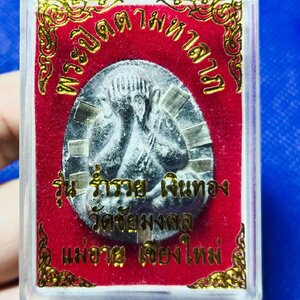 พระปิดตามหาลาภ
รุ่น ร่ำรวย เงินทอง
วัดชัยมงคล
แม่อาย เชียงใหม่